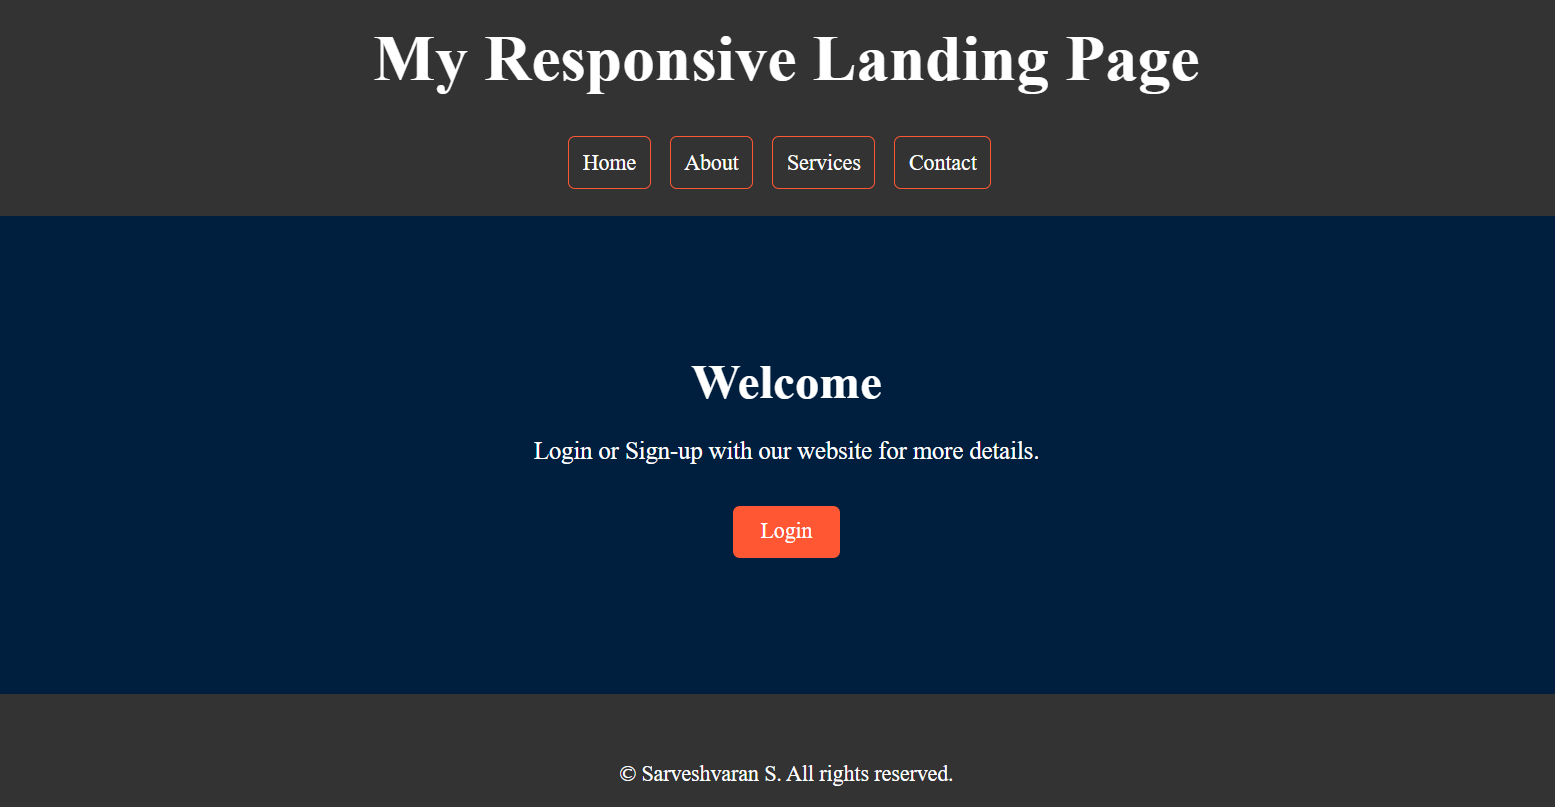 My Responsive Landing Page
Home About Services Contact
Welcome
Login or Sign-up with our website for more details.
Login
© Sarveshvaran S. All rights reserved.